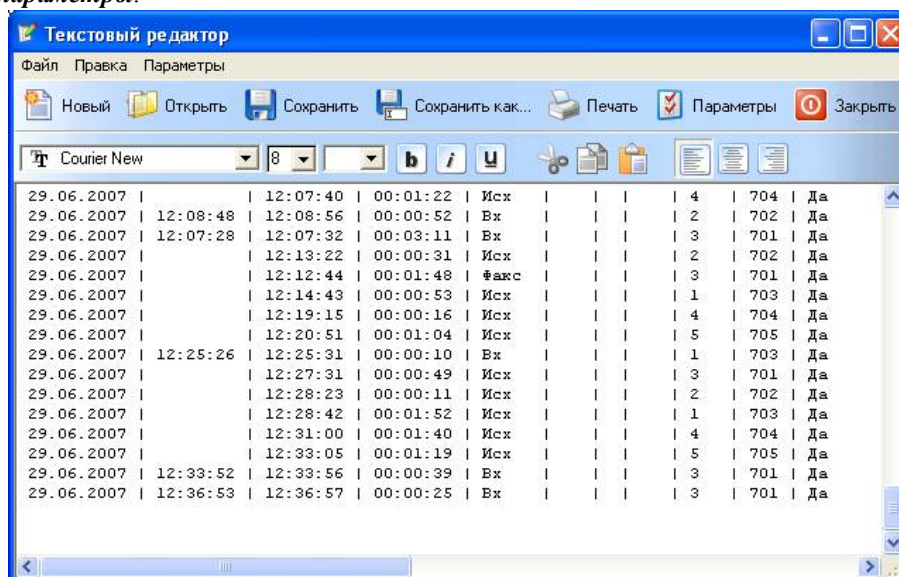 параметры.
Текстовый редактор
Файл Правка Параметры
Новый Открыть Сохранить Сохранить как... Печать Параметры Закрыть
Courier New 8 b i u
29.06.2007 | | 12:07:40 | 00:01:22 | Исх | | | | 4 | 704 | Да
29.06.2007 | 12:08:48 | 12:08:56 | 00:00:52 | Вх | | | | 2 | 702 | Да
29.06.2007 | 12:07:28 | 12:07:32 | 00:03:11 | Вх | | | | 3 | 701 | Да
29.06.2007 | | 12:13:22 | 00:00:31 | Исх | | | | 2 | 702 | Да
29.06.2007 | | 12:12:44 | 00:01:48 | Факс | | | | 3 | 701 | Да
29.06.2007 | | 12:14:43 | 00:00:53 | Исх | | | | 1 | 703 | Да
29.06.2007 | | 12:19:15 | 00:00:16 | Исх | | | | 4 | 704 | Да
29.06.2007 | | 12:20:51 | 00:01:04 | Исх | | | | 5 | 705 | Да
29.06.2007 | 12:25:26 | 12:25:31 | 00:00:10 | Вх | | | | 1 | 703 | Да
29.06.2007 | | 12:27:31 | 00:00:49 | Исх | | | | 3 | 701 | Да
29.06.2007 | | 12:28:23 | 00:00:11 | Исх | | | | 2 | 702 | Да
29.06.2007 | | 12:28:42 | 00:01:52 | Исх | | | | 1 | 703 | Да
29.06.2007 | | 12:31:00 | 00:01:40 | Исх | | | | 4 | 704 | Да
29.06.2007 | | 12:33:05 | 00:01:19 | Исх | | | | 5 | 705 | Да
29.06.2007 | 12:33:52 | 12:33:56 | 00:00:39 | Вх | | | | 3 | 701 | Да
29.06.2007 | 12:36:53 | 12:36:57 | 00:00:25 | Вх | | | | 3 | 701 | Да